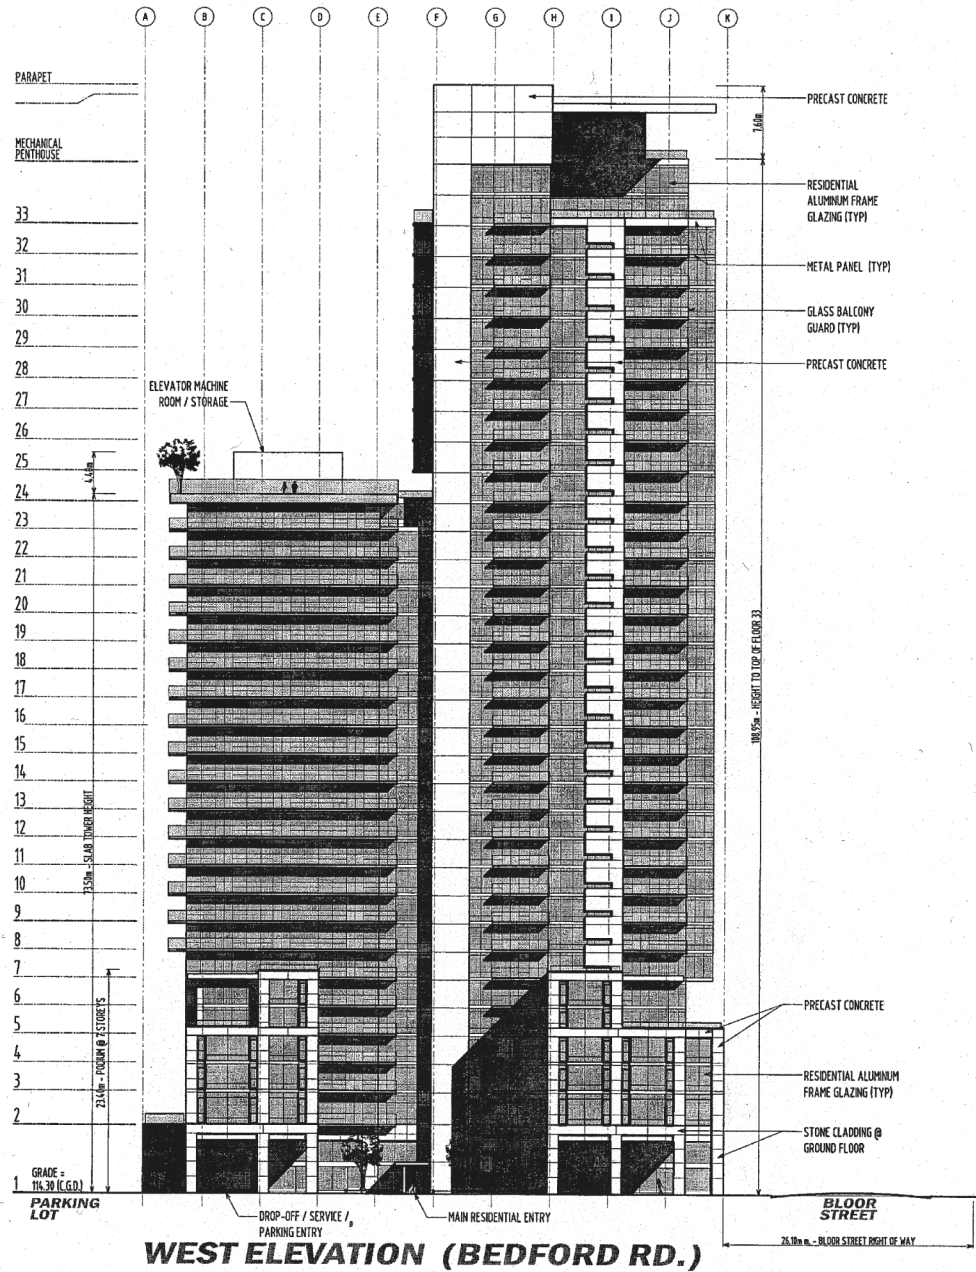 A B C D E F G H I J K
PARAPET
PRECAST CONCRETE
7.60m
MECHANICAL
PENTHOUSE
RESIDENTIAL
ALUMINUM FRAME
GLAZING (TYP)
33
32
METAL PANEL (TYP)
31
30
GLASS BALCONY
GUARD (TYP)
29
28
PRECAST CONCRETE
ELEVATOR MACHINE
ROOM / STORAGE
27
26
25
4.40m
24
23
22
21
20
19
18
17
16
15
14
13
12
11
10
9
8
7
6
5
4
3
2
1
108.95m - HEIGHT TO TOP OF FLOOR 33
73.50m - SLAB TOWER HEIGHT
23.40m - PODIUM @ 7 STOREYS
PRECAST CONCRETE
RESIDENTIAL ALUMINUM
FRAME GLAZING (TYP)
STONE CLADDING @
GROUND FLOOR
GRADE =
114.30 (C.G.D.)
PARKING
LOT
DROP-OFF / SERVICE /
PARKING ENTRY
MAIN RESIDENTIAL ENTRY
BLOOR
STREET
26.10m m. - BLOOR STREET RIGHT OF WAY
WEST ELEVATION (BEDFORD RD.)